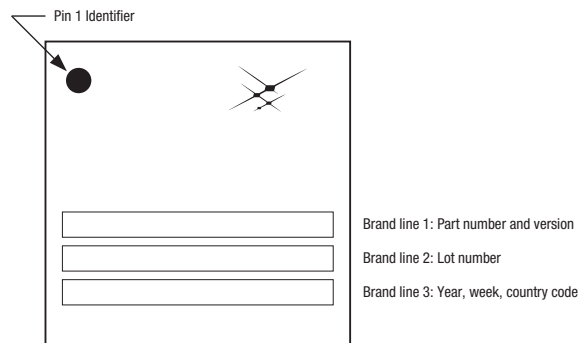 Pin 1 Identifier
Brand line 1: Part number and version
Brand line 2: Lot number
Brand line 3: Year, week, country code